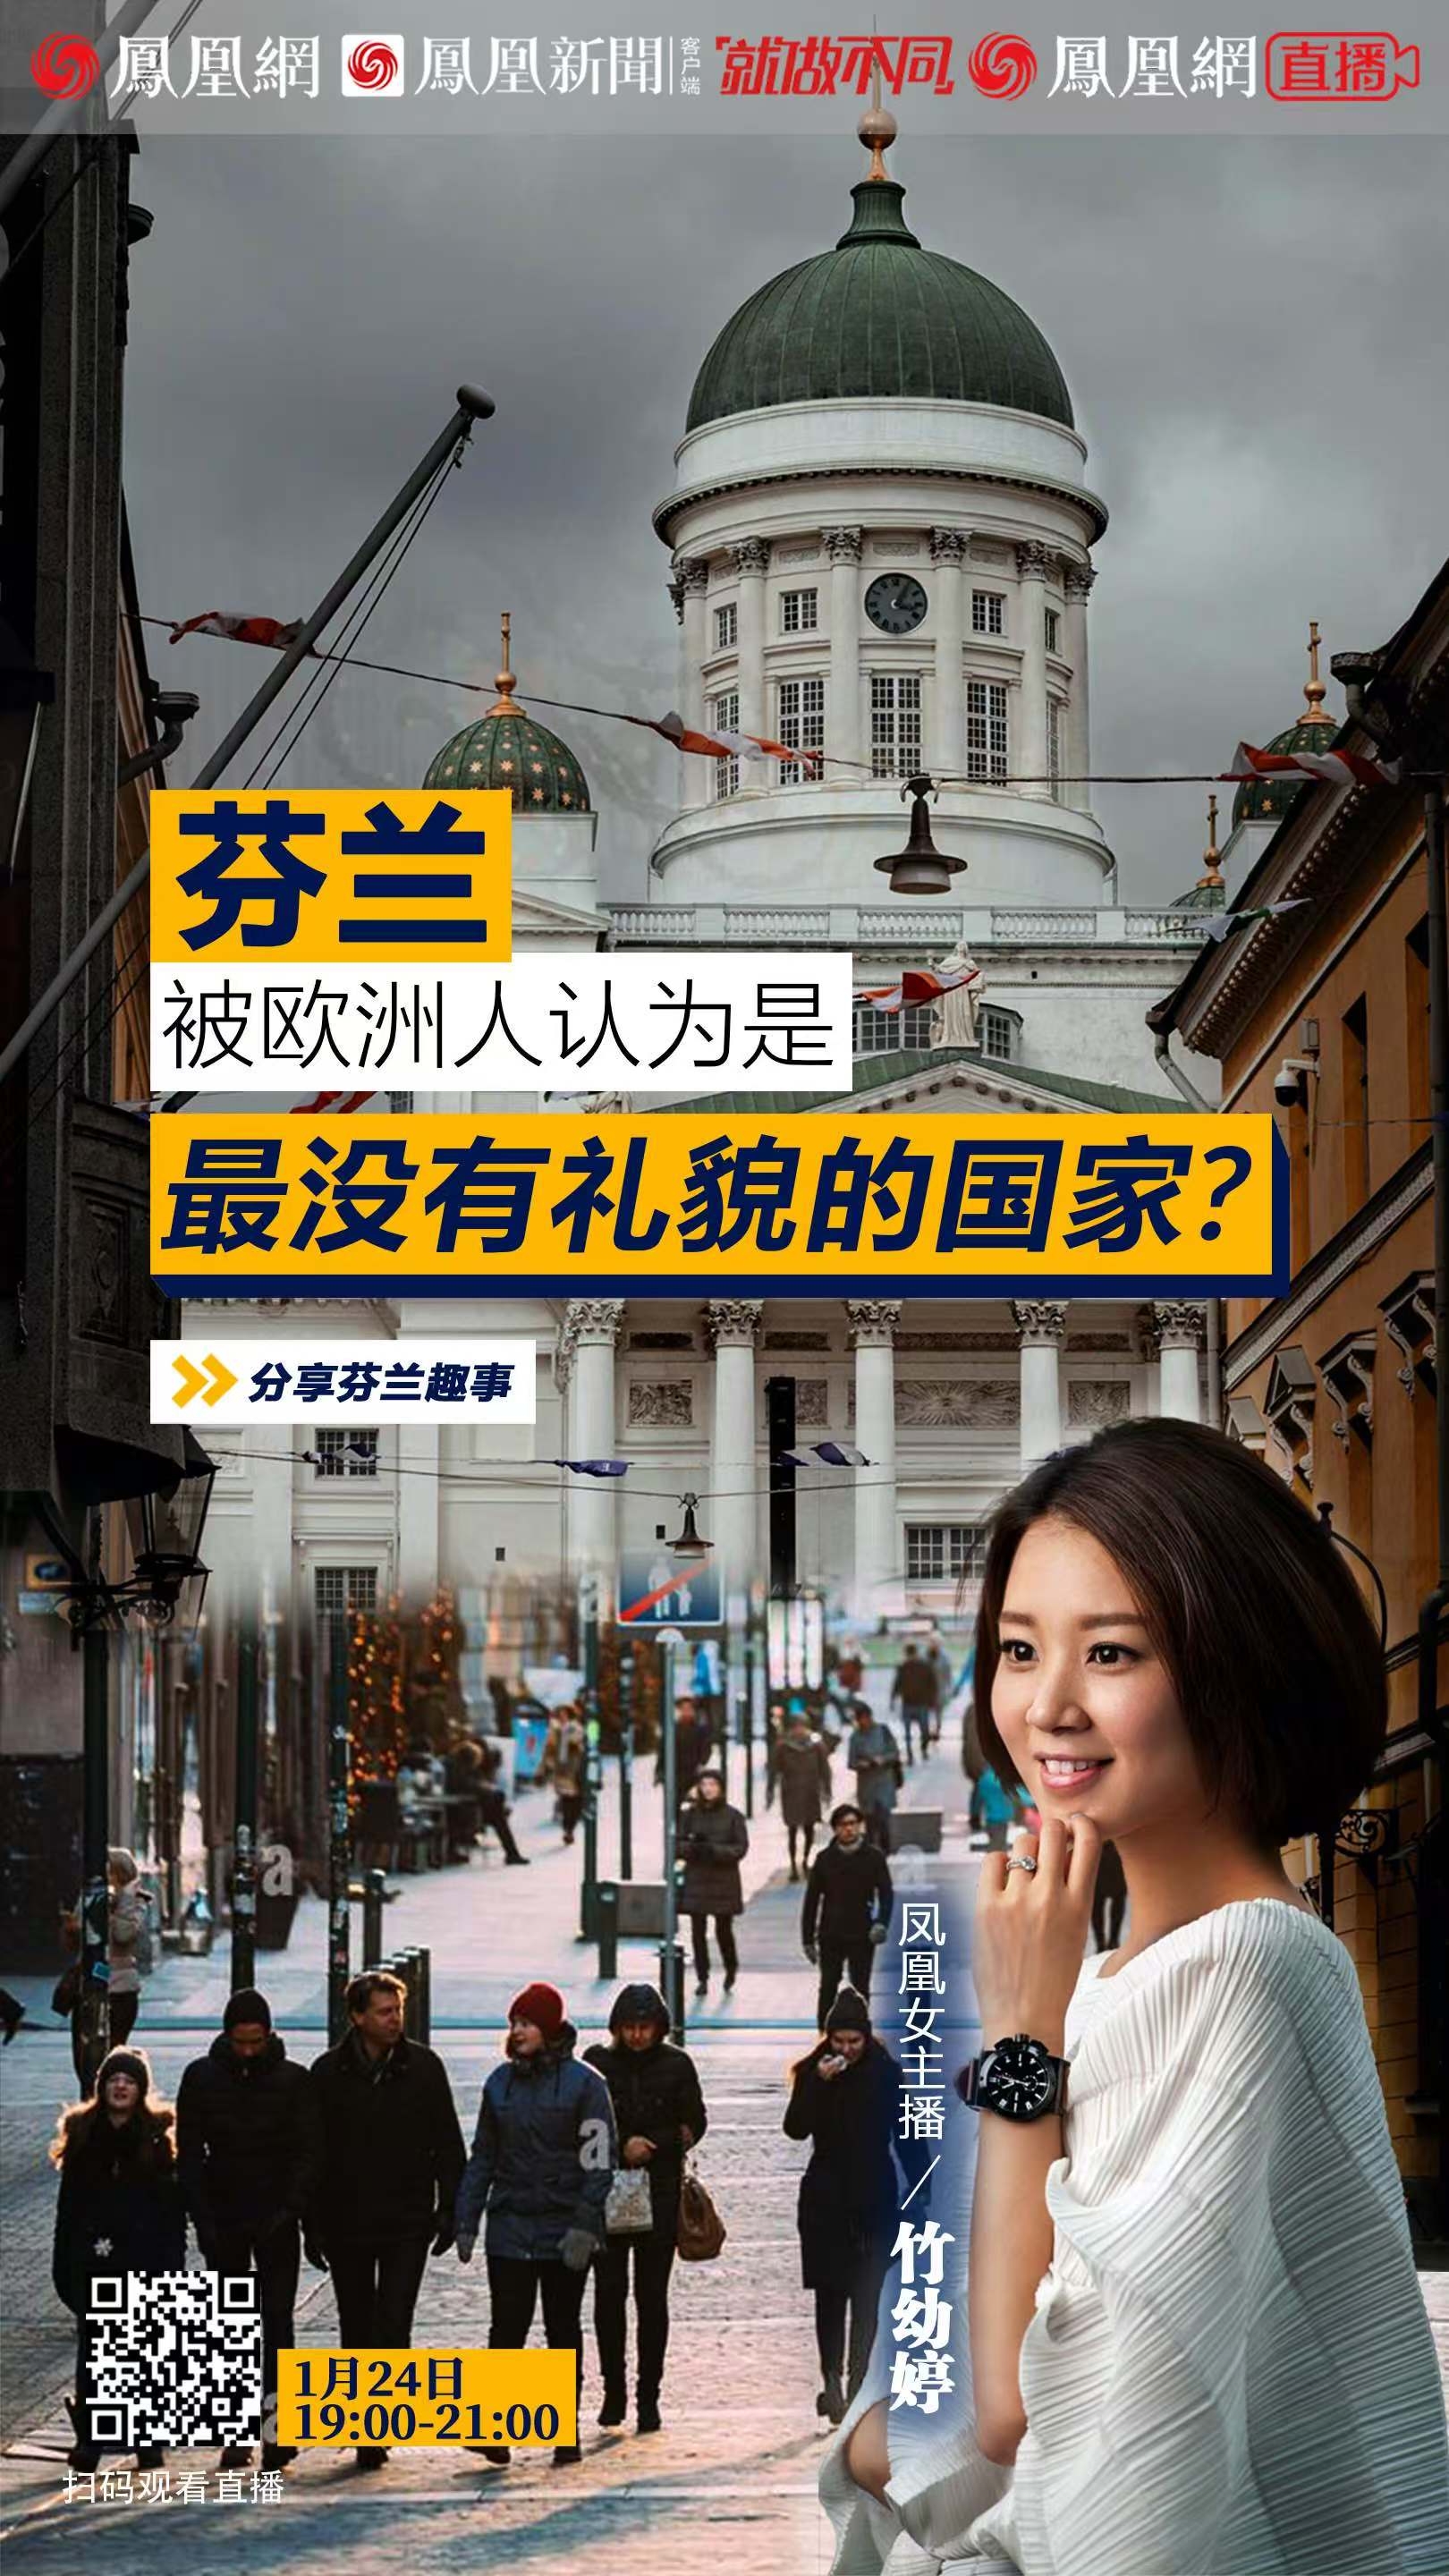 鳳凰網 鳳凰新聞 客户端 就做不同 鳳凰網 直播
芬兰
被欧洲人认为是
最没有礼貌的国家?
分享芬兰趣事
凤凰女主播/竹幼婷
1月24日
19:00-21:00
扫码观看直播
a
a
a